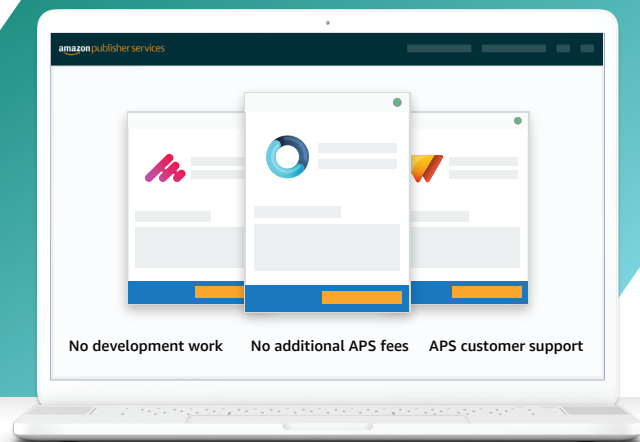 amazon publisher services
No development work
No additional APS fees
APS customer support